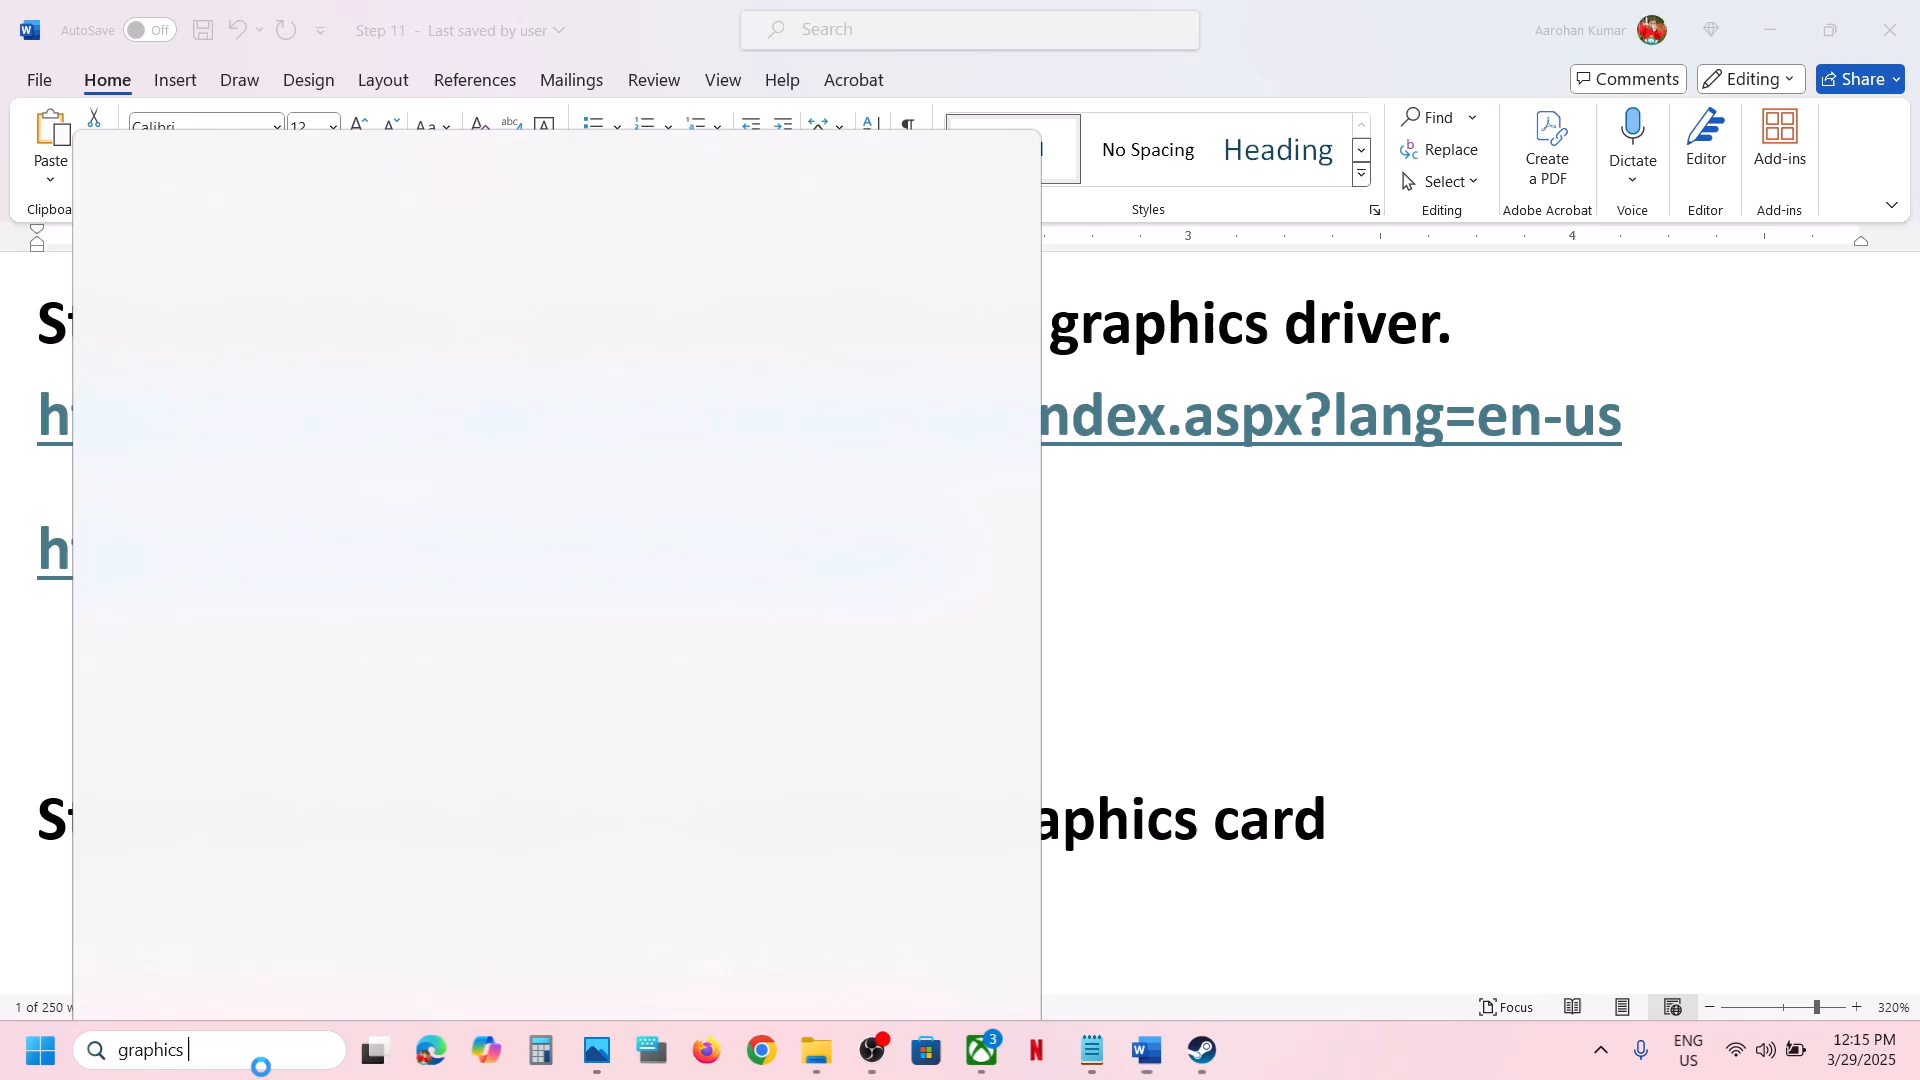 AutoSave Off Step 11 - Last saved by user Search Aarohan Kumar
File Home Insert Draw Design Layout References Mailings Review View Help Acrobat Comments Editing Share
Paste
Clipboa
Calibri 12
No Spacing Heading
Styles
Find
Replace
Select
Editing
Create
a PDF
Adobe Acrobat
Dictate
Voice
Editor
Editor
Add-ins
Add-ins
3 4
graphics driver.
ndex.aspx?lang=en-us
aphics card
1 of 250 w Focus 320%
graphics
3
ENG
US
12:15 PM
3/29/2025